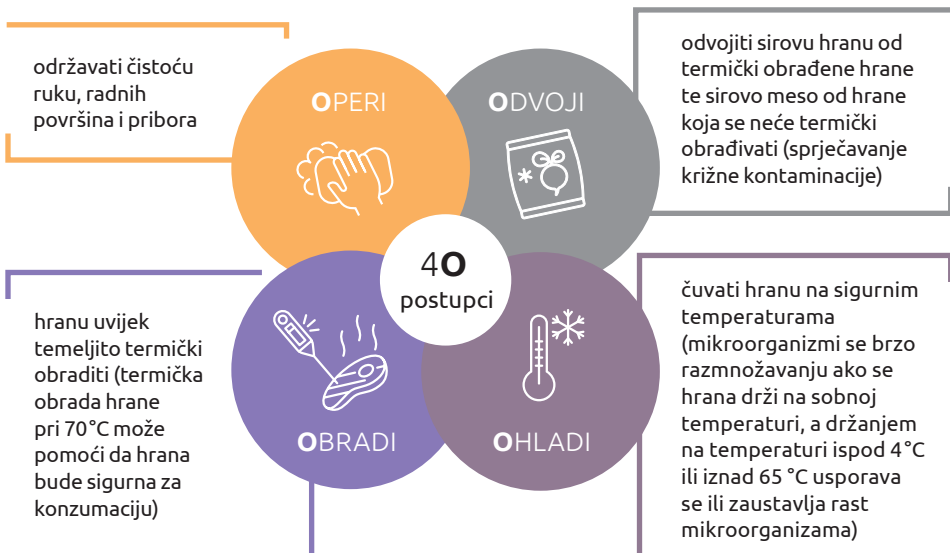 održavati čistoću
ruku, radnih
površina i pribora
OPERI
ODVOJI
odvojiti sirovu hranu od
termički obrađene hrane
te sirovo meso od hrane
koja se neće termički
obrađivati (sprječavanje
križne kontaminacije)
4O
postupci
hranu uvijek
temeljito termički
obraditi (termička
obrada hrane
pri 70°C može
pomoći da hrana
bude sigurna za
konzumaciju)
OBRADI
OHLADI
čuvati hranu na sigurnim
temperaturama
(mikroorganizmi se brzo
razmnožavanju ako se
hrana drži na sobnoj
temperaturi, a držanjem
na temperaturi ispod 4°C
ili iznad 65 °C usporava
se ili zaustavlja rast
mikroorganizama)